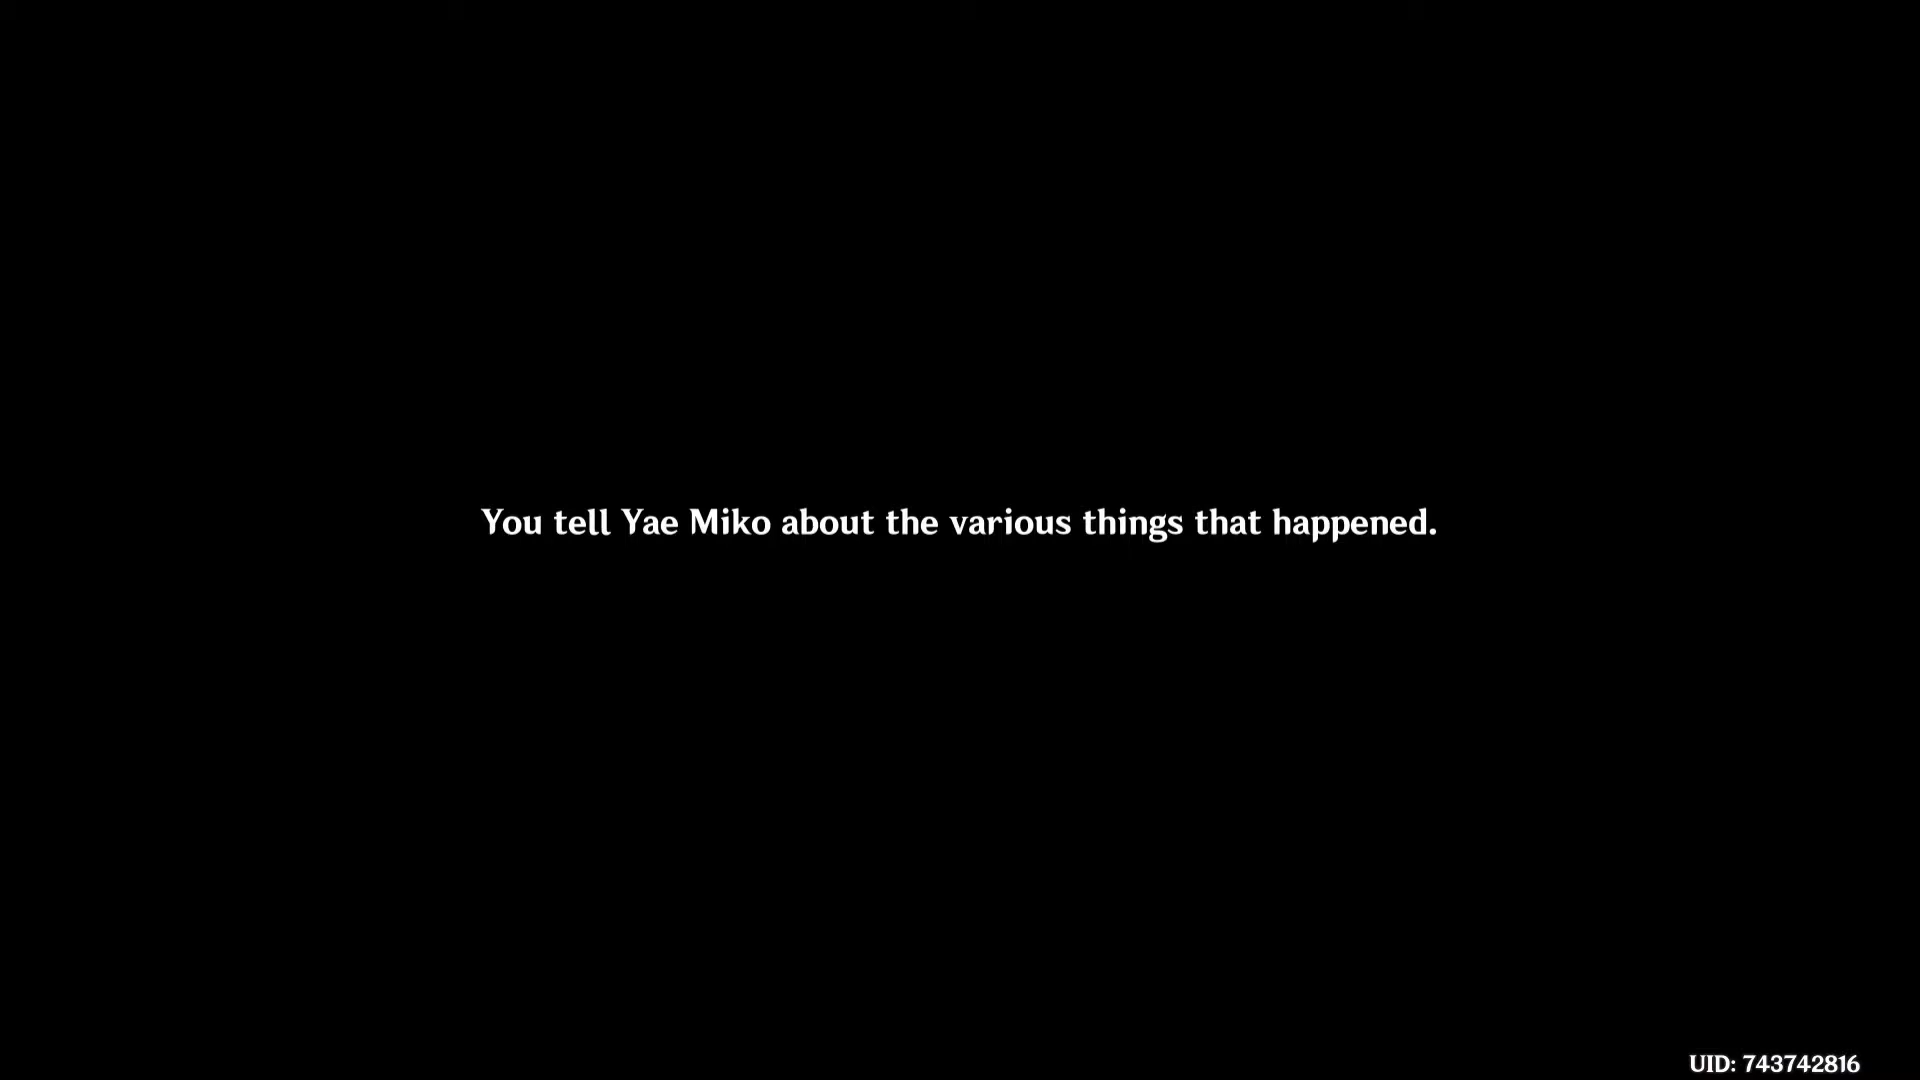 You tell Yae Miko about the various things that happened.
UID: 743742816